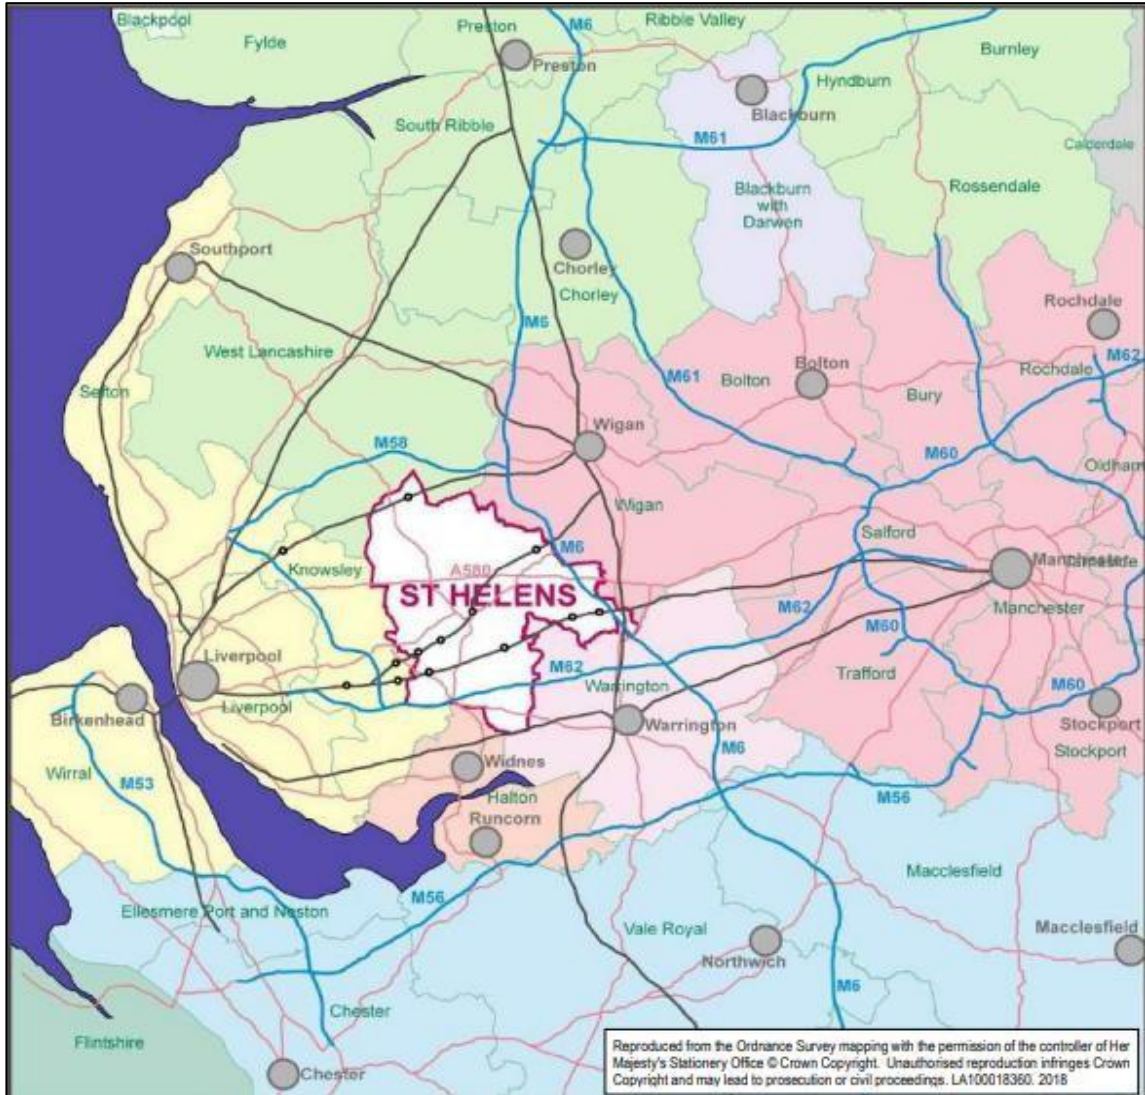 Blackpool
Fylde
Preston
M6
Ribble Valley
Burnley
Preston
Hyndburn
Blackburn
South Ribble
M61
Calderdale
Blackburn
with
Darwen
Rossendale
Southport
Chorley
Chorley
Rochdale
M6
West Lancashire
Bolton
M62
Sefton
M61
Bolton
Rochdale
Bury
Wigan
M58
M60
Oldham
Wigan
Salford
M6
Manchester
Knowsley
A580
ST HELENS
M62
Manchester
M60
Liverpool
M62
Trafford
Warrington
M60
Liverpool
Birkenhead
Warrington
Stockport
M6
Stockport
Wirral
Widnes
M53
Halton
M56
Runcorn
Macclesfield
M56
Ellesmere Port and Neston
Vale Royal
Macclesfield
Northwich
M6
Chester
Flintshire
Chester
Reproduced from the Ordnance Survey mapping with the permission of the controller of Her
Majesty's Stationery Office © Crown Copyright. Unauthorised reproduction infringes Crown
Copyright and may lead to prosecution or civil proceedings. LA100018360. 2018